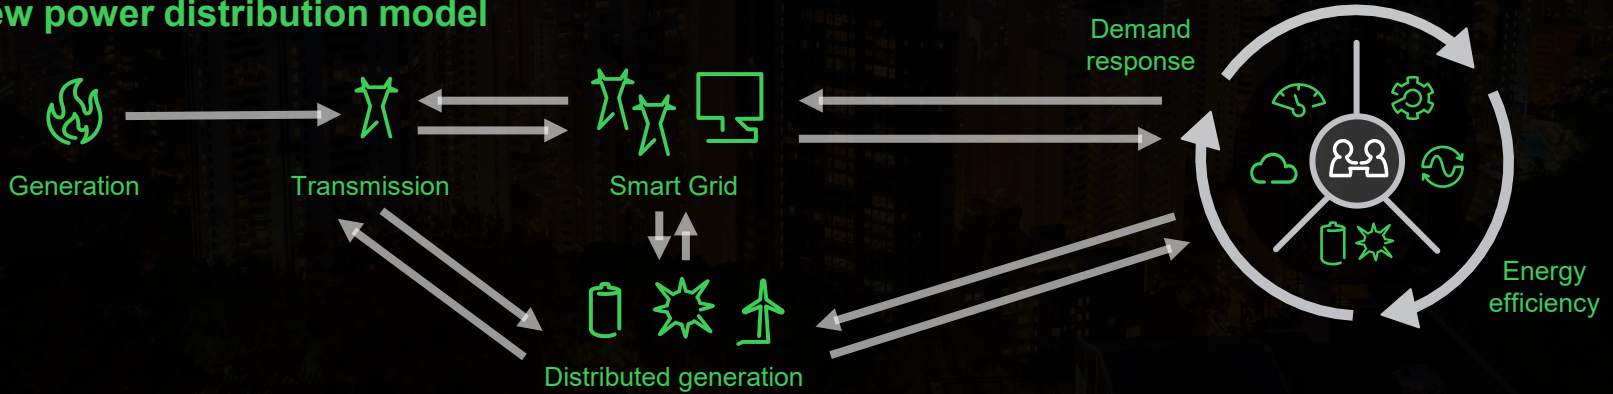 ew power distribution model
Demand
response
Generation
Transmission
Smart Grid
Energy
efficiency
Distributed generation